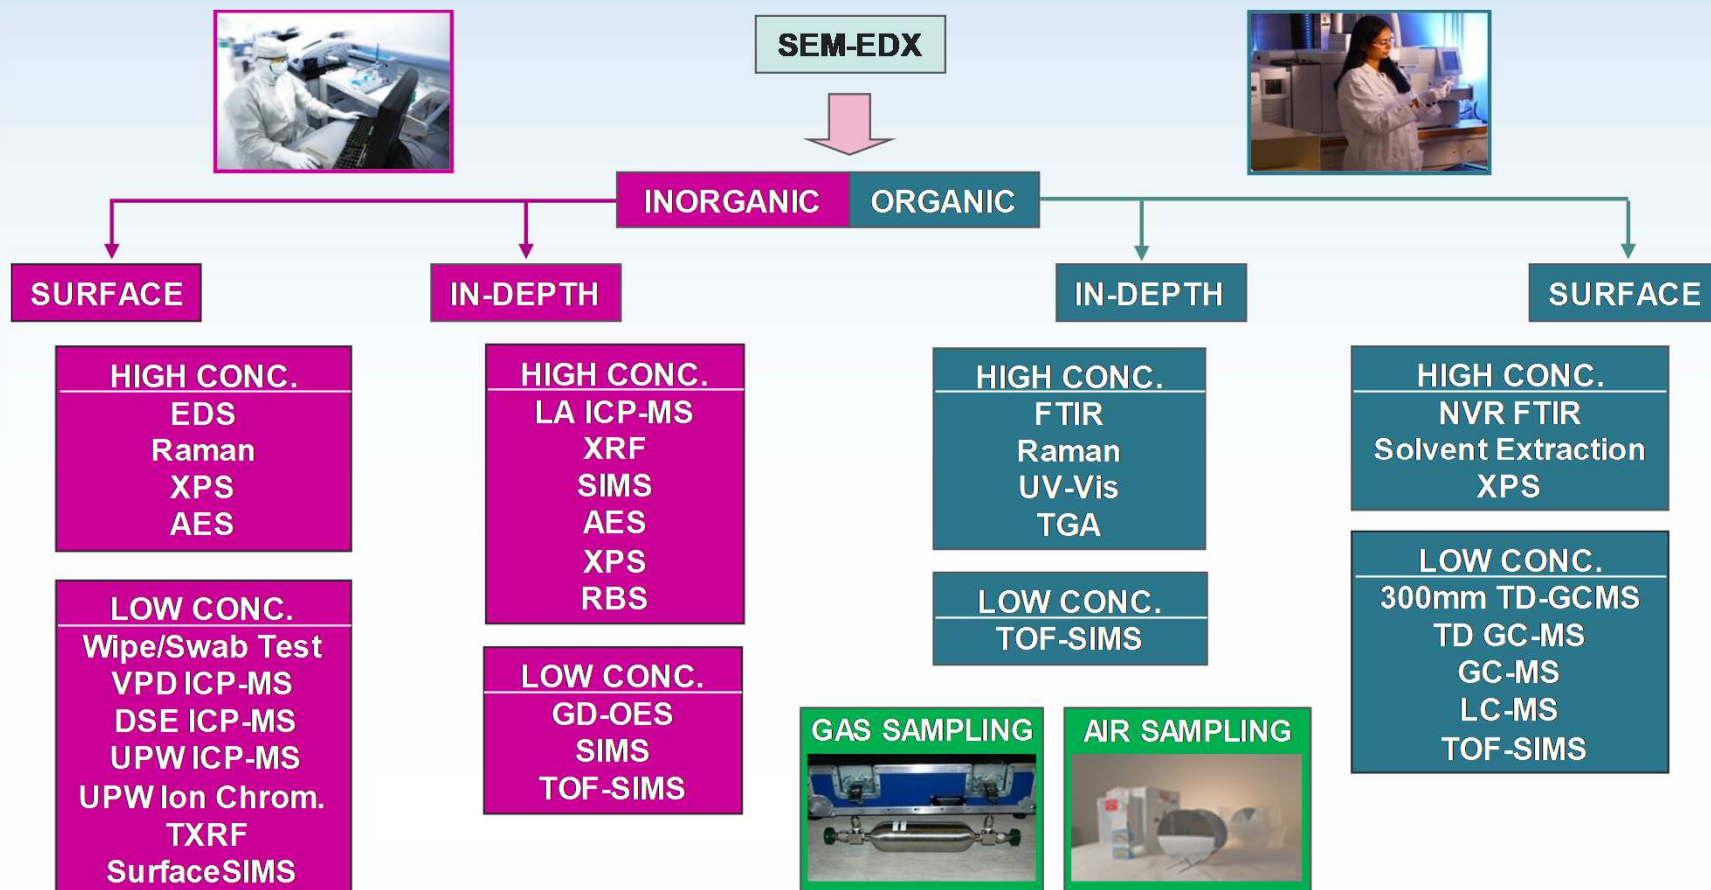 SEM-EDX
INORGANIC
ORGANIC
SURFACE
IN-DEPTH
IN-DEPTH
SURFACE
HIGH CONC.
EDS
Raman
XPS
AES
LOW CONC.
Wipe/Swab Test
VPD ICP-MS
DSE ICP-MS
UPW ICP-MS
UPW Ion Chrom.
TXRF
SurfaceSIMS
HIGH CONC.
LA ICP-MS
XRF
SIMS
AES
XPS
RBS
LOW CONC.
GD-OES
SIMS
TOF-SIMS
HIGH CONC.
FTIR
Raman
UV-Vis
TGA
LOW CONC.
TOF-SIMS
GAS SAMPLING
AIR SAMPLING
HIGH CONC.
NVR FTIR
Solvent Extraction
XPS
LOW CONC.
300mm TD-GCMS
TD GC-MS
GC-MS
LC-MS
TOF-SIMS